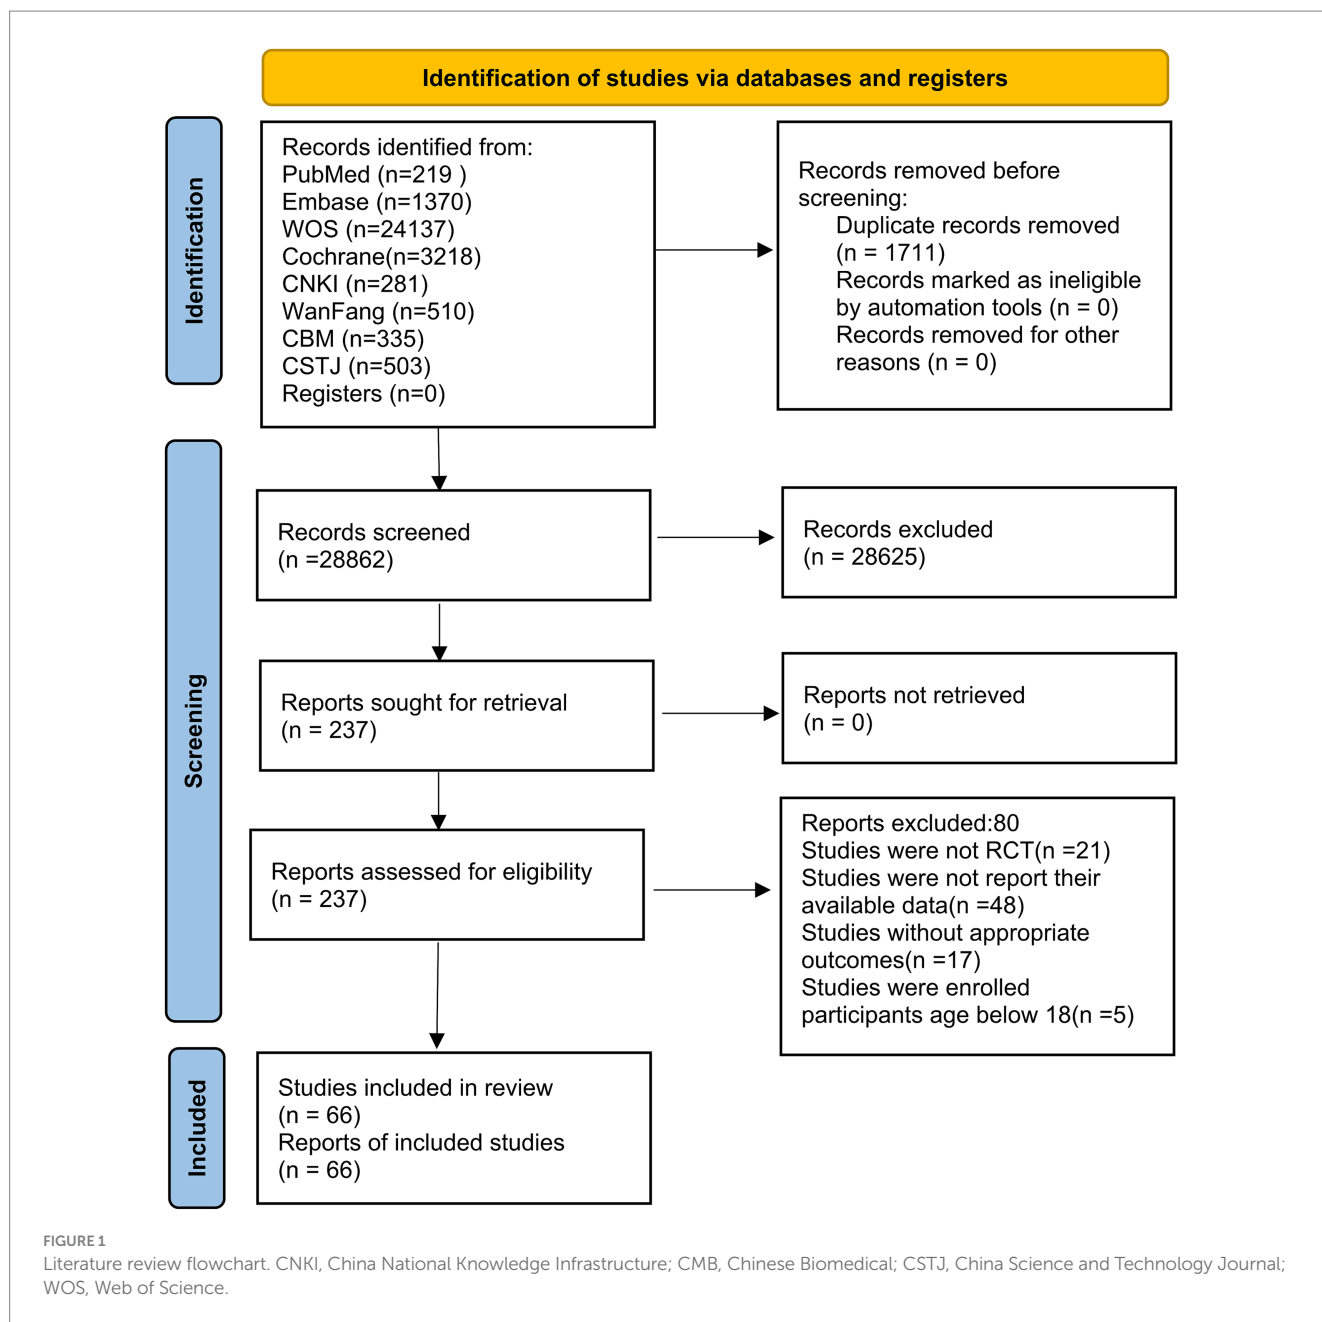 Identification of studies via databases and registers
Identification
Records identified from:
PubMed (n=219 )
Embase (n=1370)
WOS (n=24137)
Cochrane(n=3218)
CNKI (n=281)
WanFang (n=510)
CBM (n=335)
CSTJ (n=503)
Registers (n=0)
Records removed before
screening:
Duplicate records removed
(n = 1711)
Records marked as ineligible
by automation tools (n = 0)
Records removed for other
reasons (n = 0)
Screening
Records screened
(n =28862)
Records excluded
(n = 28625)
Reports sought for retrieval
(n = 237)
Reports not retrieved
(n = 0)
Reports assessed for eligibility
(n = 237)
Reports excluded:80
Studies were not RCT(n =21)
Studies were not report their
available data(n =48)
Studies without appropriate
outcomes(n =17)
Studies were enrolled
participants age below 18(n =5)
Included
Studies included in review
(n = 66)
Reports of included studies
(n = 66)
FIGURE 1
Literature review flowchart. CNKI, China National Knowledge Infrastructure; CMB, Chinese Biomedical; CSTJ, China Science and Technology Journal;
WOS, Web of Science.